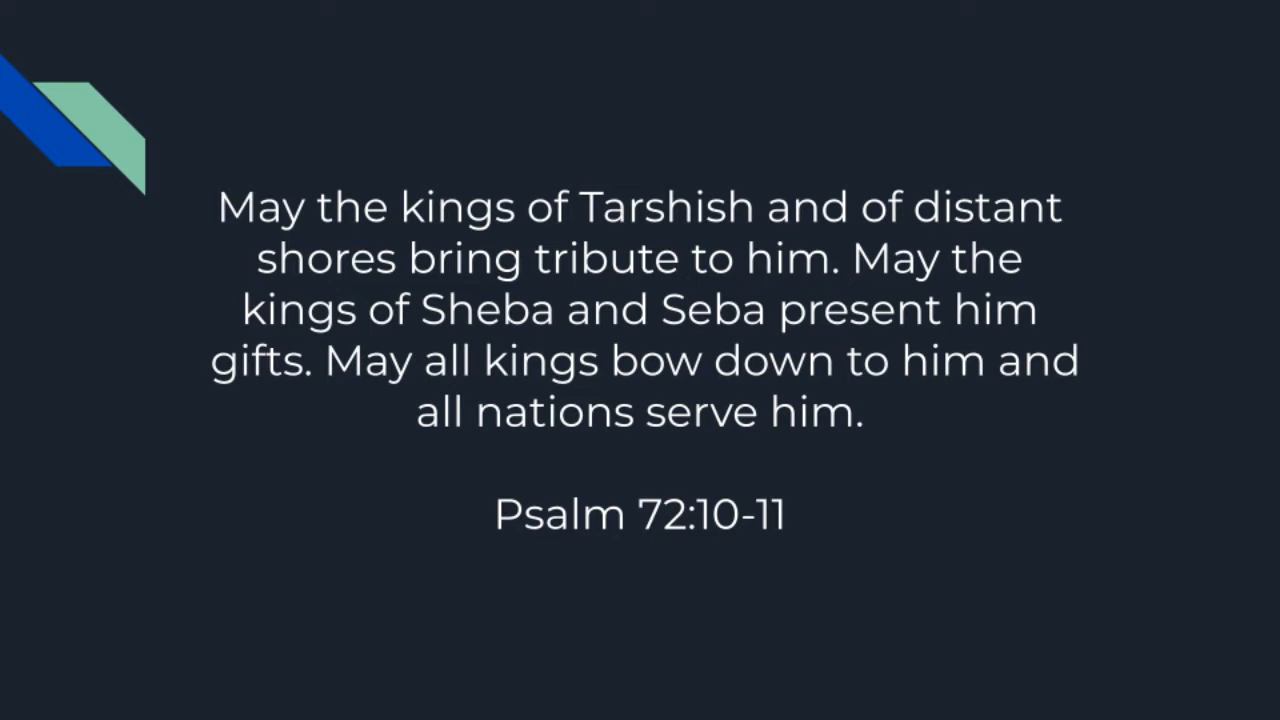 May the kings of Tarshish and of distant
shores bring tribute to him. May the
kings of Sheba and Seba present him
gifts. May all kings bow down to him and
all nations serve him.
Psalm 72:10-11